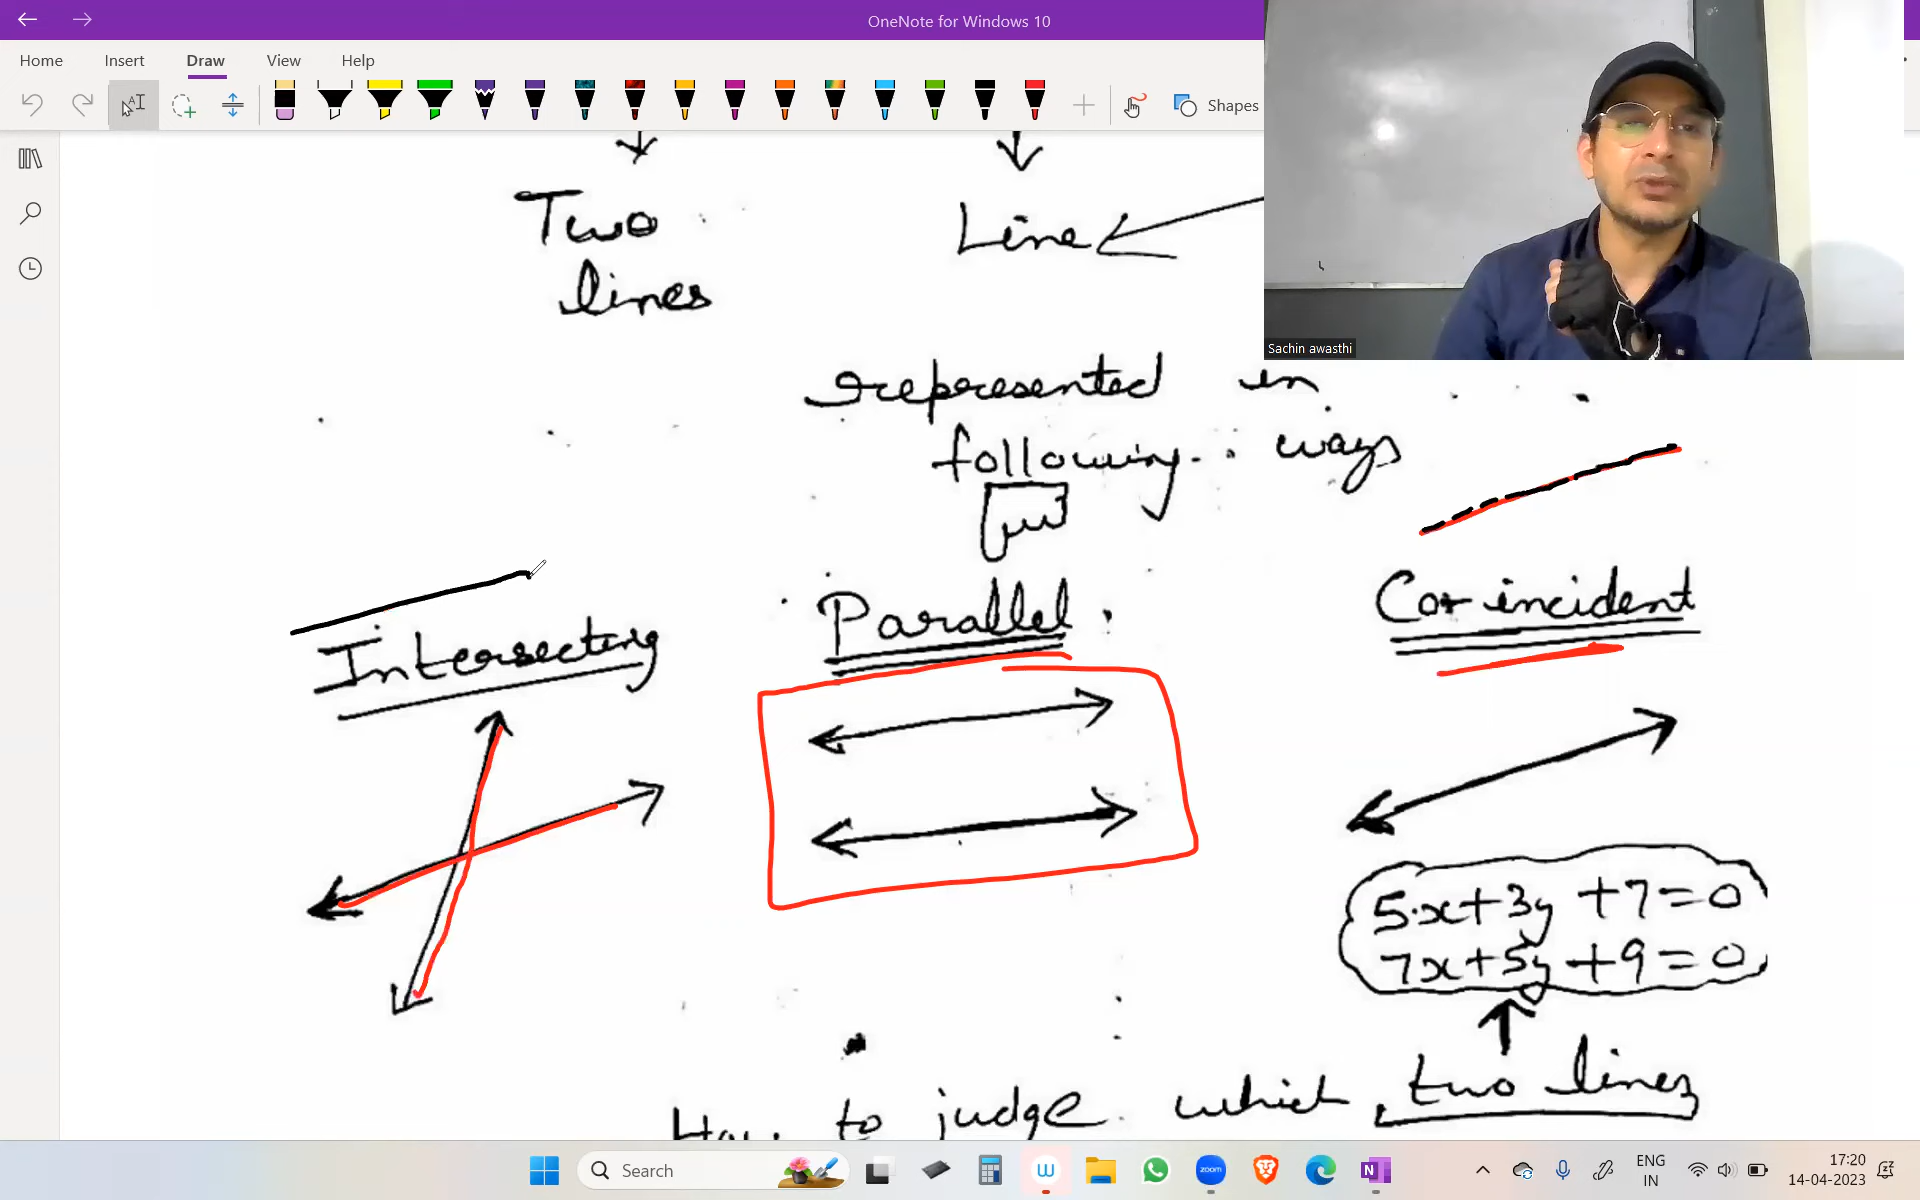 OneNote for Windows 10
Home Insert Draw View Help
Shapes
Two
lines
Line
Sachin awasthi
represented in
following ways
Intersecting
Parallel
Coincident
5x+3y+7=0
7x+5y+9=0
to judge which two lines
Search
ENG
IN
17:20
14-04-2023